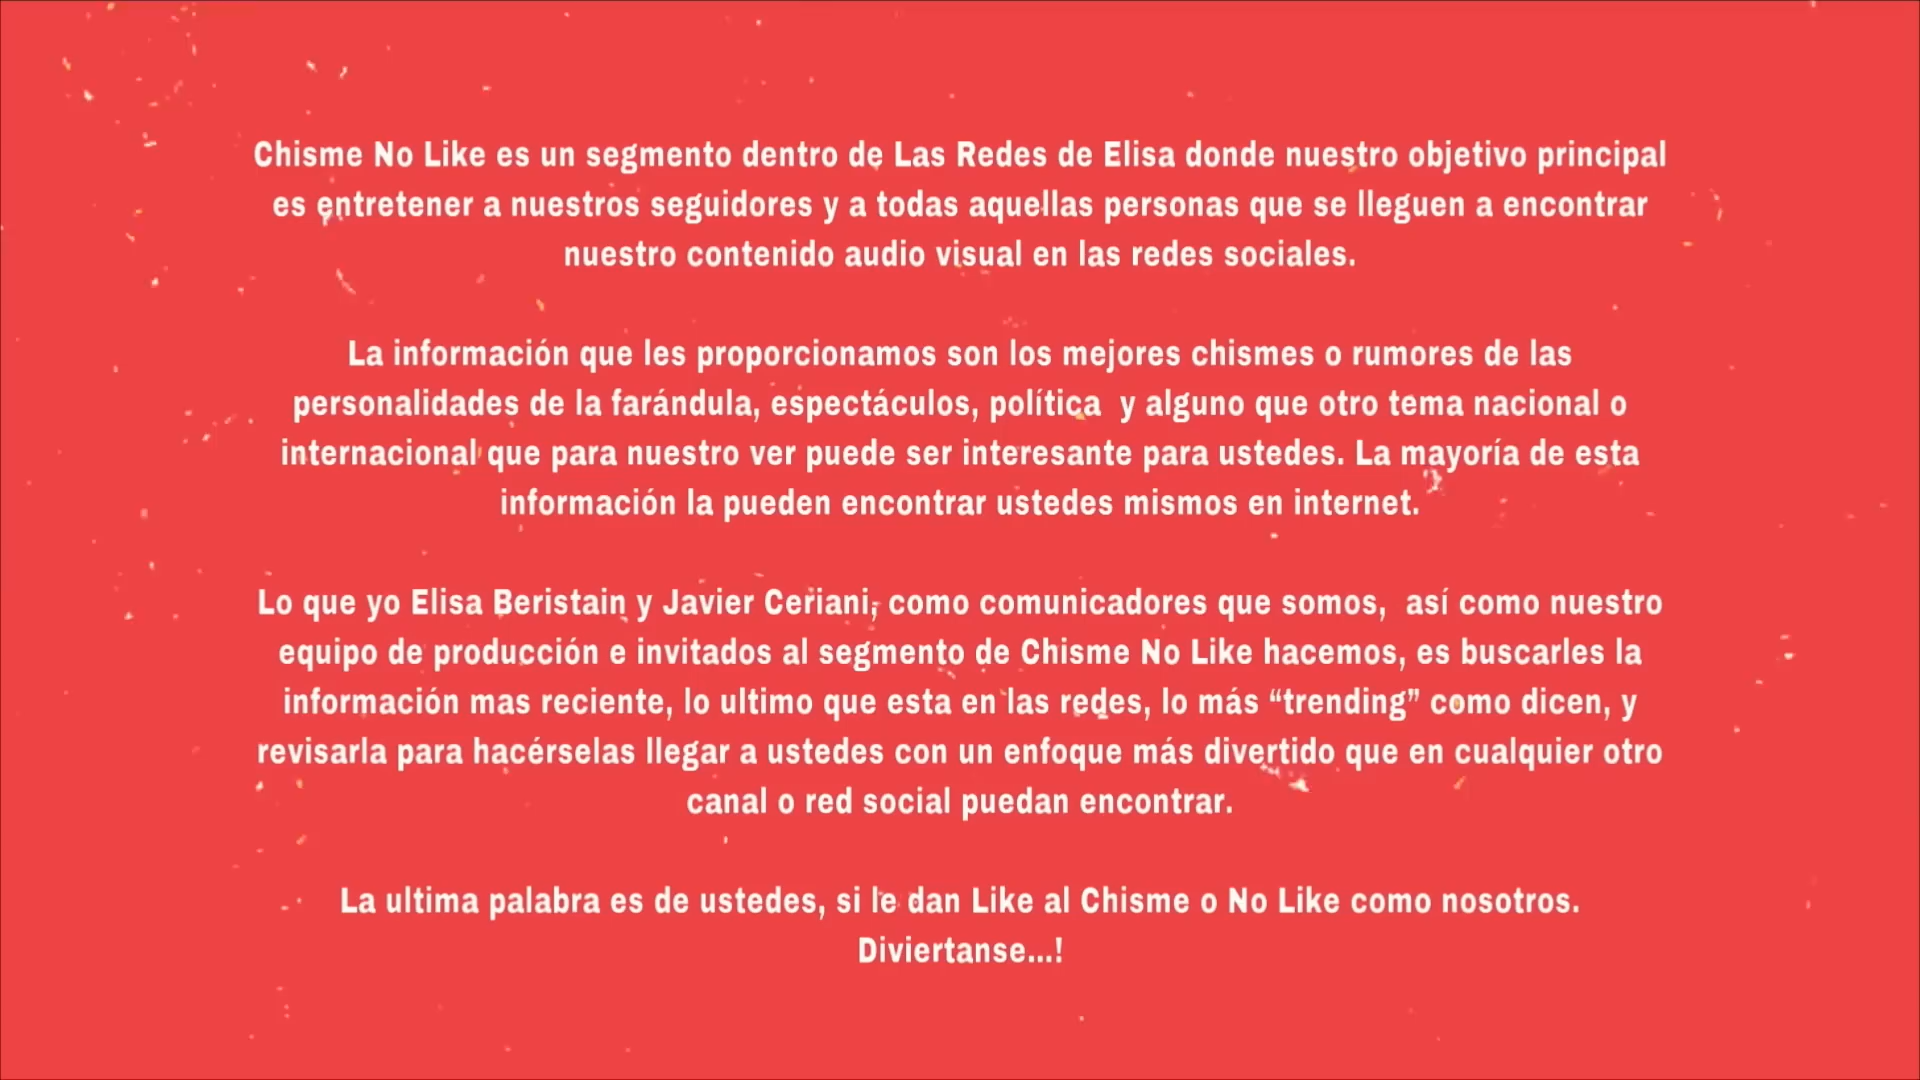 Chisme No Like es un segmento dentro de Las Redes de Elisa donde nuestro objetivo principal
es entretener a nuestros seguidores y a todas aquellas personas que se lleguen a encontrar
nuestro contenido audio visual en las redes sociales.
La información que les proporcionamos son los mejores chismes o rumores de las
personalidades de la farándula, espectáculos, política  y alguno que otro tema nacional o
internacional que para nuestro ver puede ser interesante para ustedes. La mayoría de esta
información la pueden encontrar ustedes mismos en internet.
Lo que yo Elisa Beristain y Javier Ceriani, como comunicadores que somos,  así como nuestro
equipo de producción e invitados al segmento de Chisme No Like hacemos, es buscarles la
información mas reciente, lo ultimo que esta en las redes, lo más “trending” como dicen, y
revisarla para hacérselas llegar a ustedes con un enfoque más divertido que en cualquier otro
canal o red social puedan encontrar.
La ultima palabra es de ustedes, si le dan Like al Chisme o No Like como nosotros.
Diviertanse...!